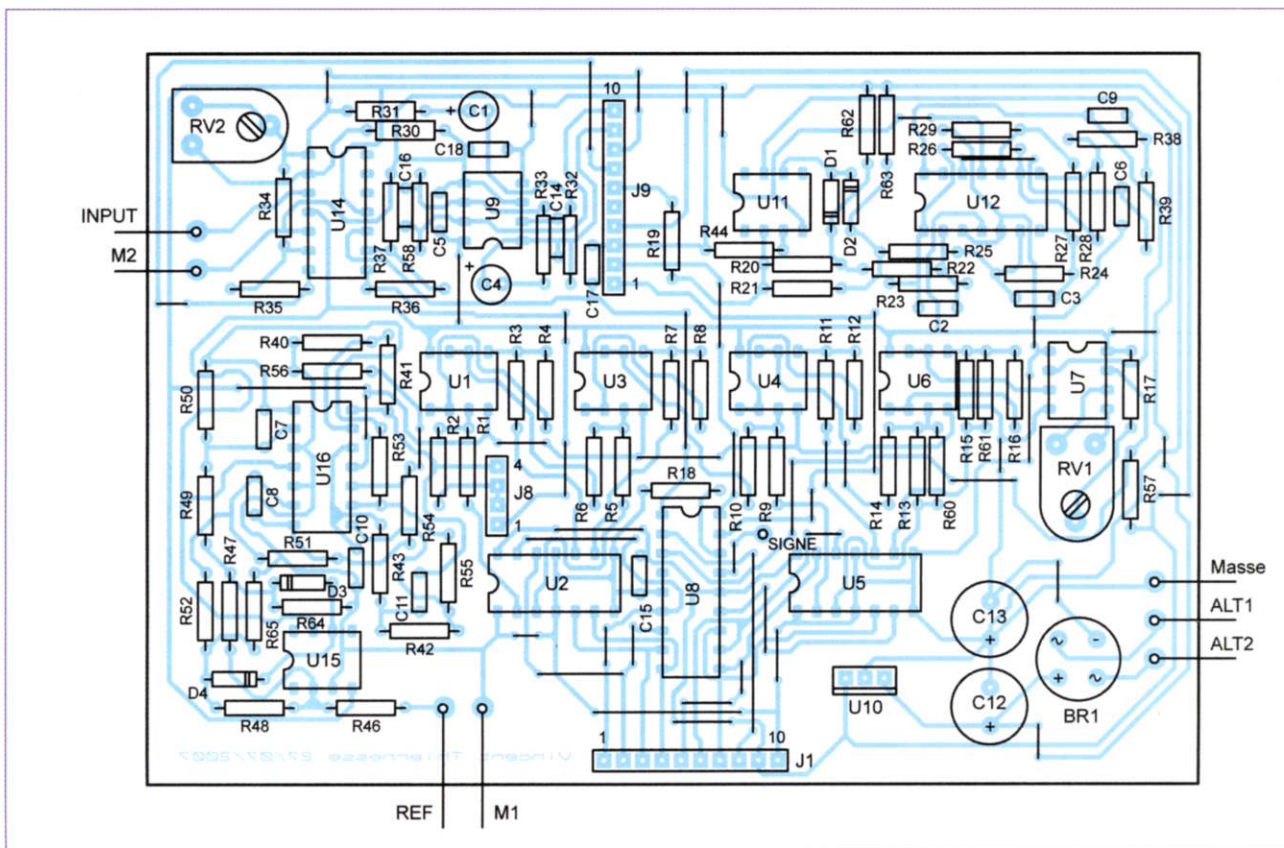 RV2
R31
+
C1
R30
C18
C16
R34
U14
R37
R58
C5
U9
R33
C14
R32
10
J9
1
C17
+
C4
R35
R36
INPUT
M2
R19
R62
R63
D1
D2
U11
R44
R20
R21
R29
R26
U12
C9
R38
C6
R39
R27
R28
R25
R22
R23
R24
C2
C3
R40
R56
R41
R50
C7
U16
R53
R49
C8
R54
C10
R51
R43
R55
C11
R47
R52
R65
D3
R64
R42
U15
D4
R48
R46
U1
R3
R4
R2
R1
4
J8
1
U3
R7
R8
R6
R5
R18
U4
R11
R12
R10
R9
SIGNE
U6
R15
R61
R16
R14
R13
R60
U7
R17
RV1
R57
U2
C15
U8
U5
C13
+
C12
+
U10
~
-
+
~
BR1
Masse
ALT1
ALT2
1
10
J1
Vincent Thiernesse 27/07/2007
REF
M1